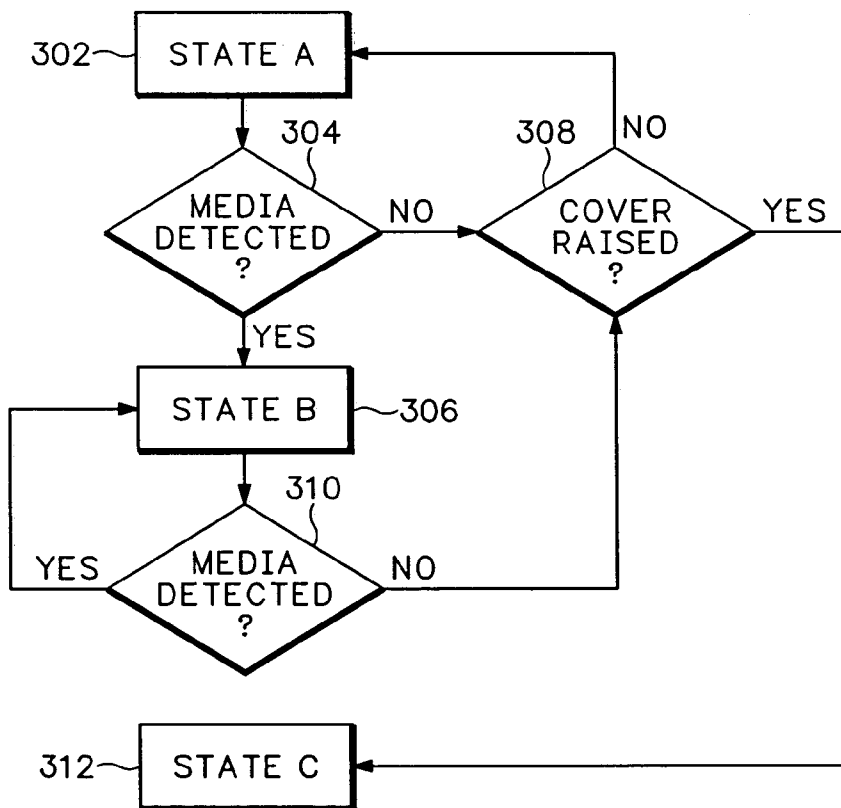 302
STATE A
304
MEDIA
DETECTED
?
NO
308
NO
COVER
RAISED
?
YES
YES
STATE B
306
310
MEDIA
DETECTED
?
YES
NO
312
STATE C